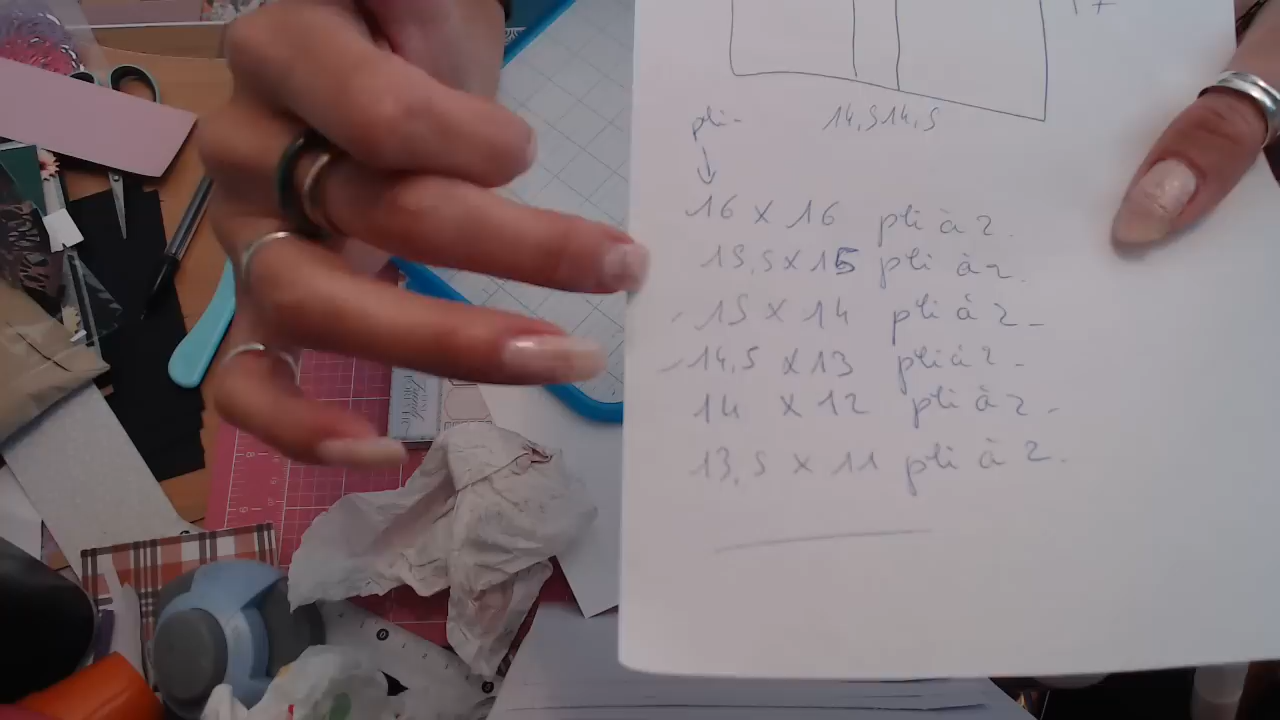 17
14,5 14,5
pli
16 x 16 pli à 2.
15,5 x 15 pli à 2.
- 15 x 14 pli à 2 -
- 14,5 x 13 pli à 2 -
14 x 12 pli à 2 -
13,5 x 11 pli à 2.